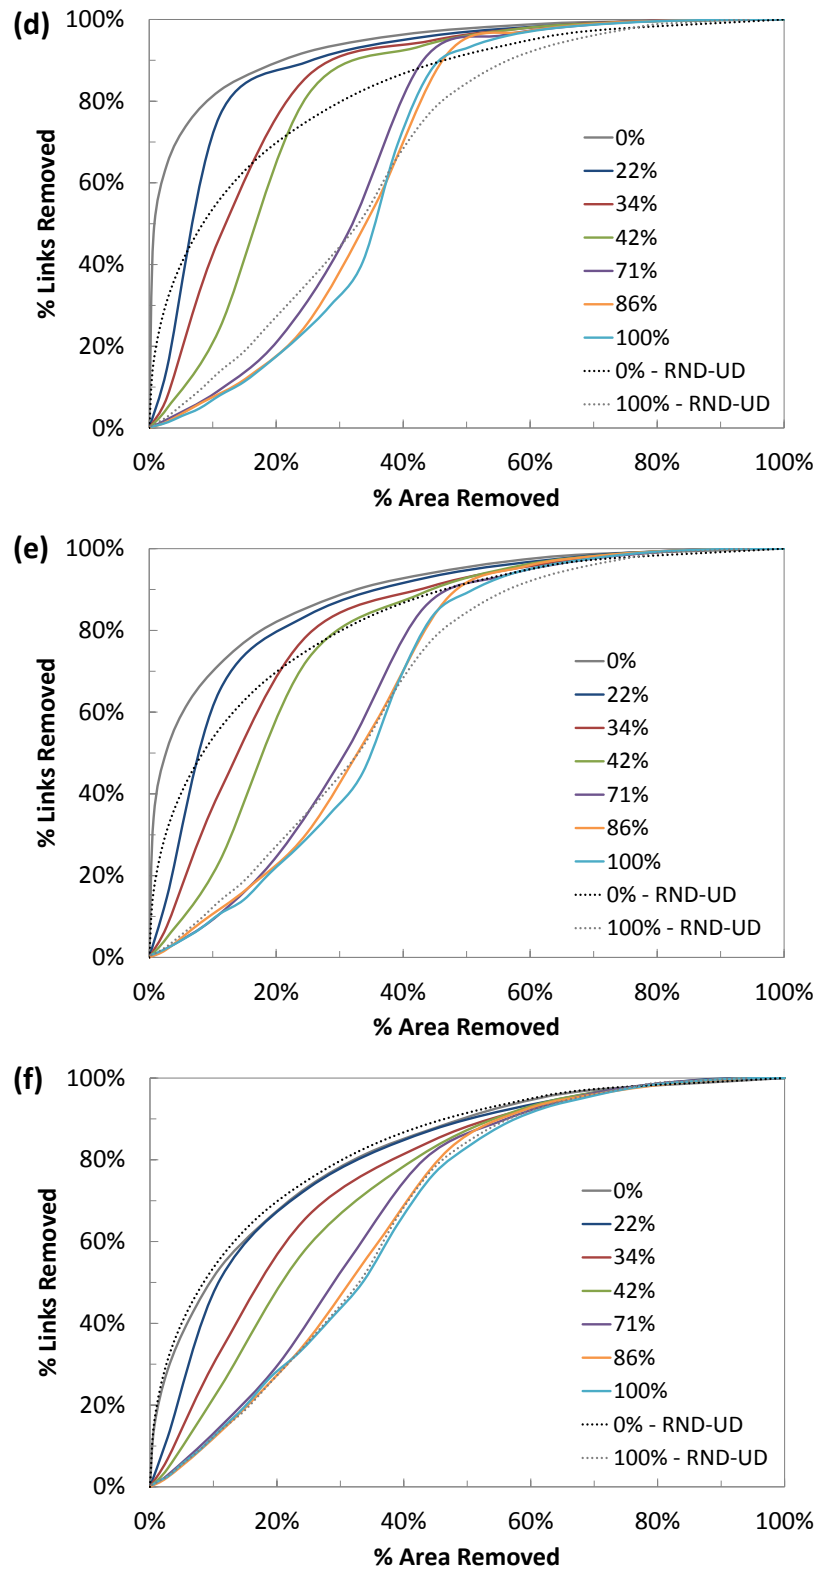 (d)
100%
80%
60%
40%
20%
0%
% Links Removed
0%
22%
34%
42%
71%
86%
100%
0% - RND-UD
100% - RND-UD
0% 20% 40% 60% 80% 100%
% Area Removed
(e)
100%
80%
60%
40%
20%
0%
% Links Removed
0%
22%
34%
42%
71%
86%
100%
0% - RND-UD
100% - RND-UD
0% 20% 40% 60% 80% 100%
% Area Removed
(f)
100%
80%
60%
40%
20%
0%
% Links Removed
0%
22%
34%
42%
71%
86%
100%
0% - RND-UD
100% - RND-UD
0% 20% 40% 60% 80% 100%
% Area Removed